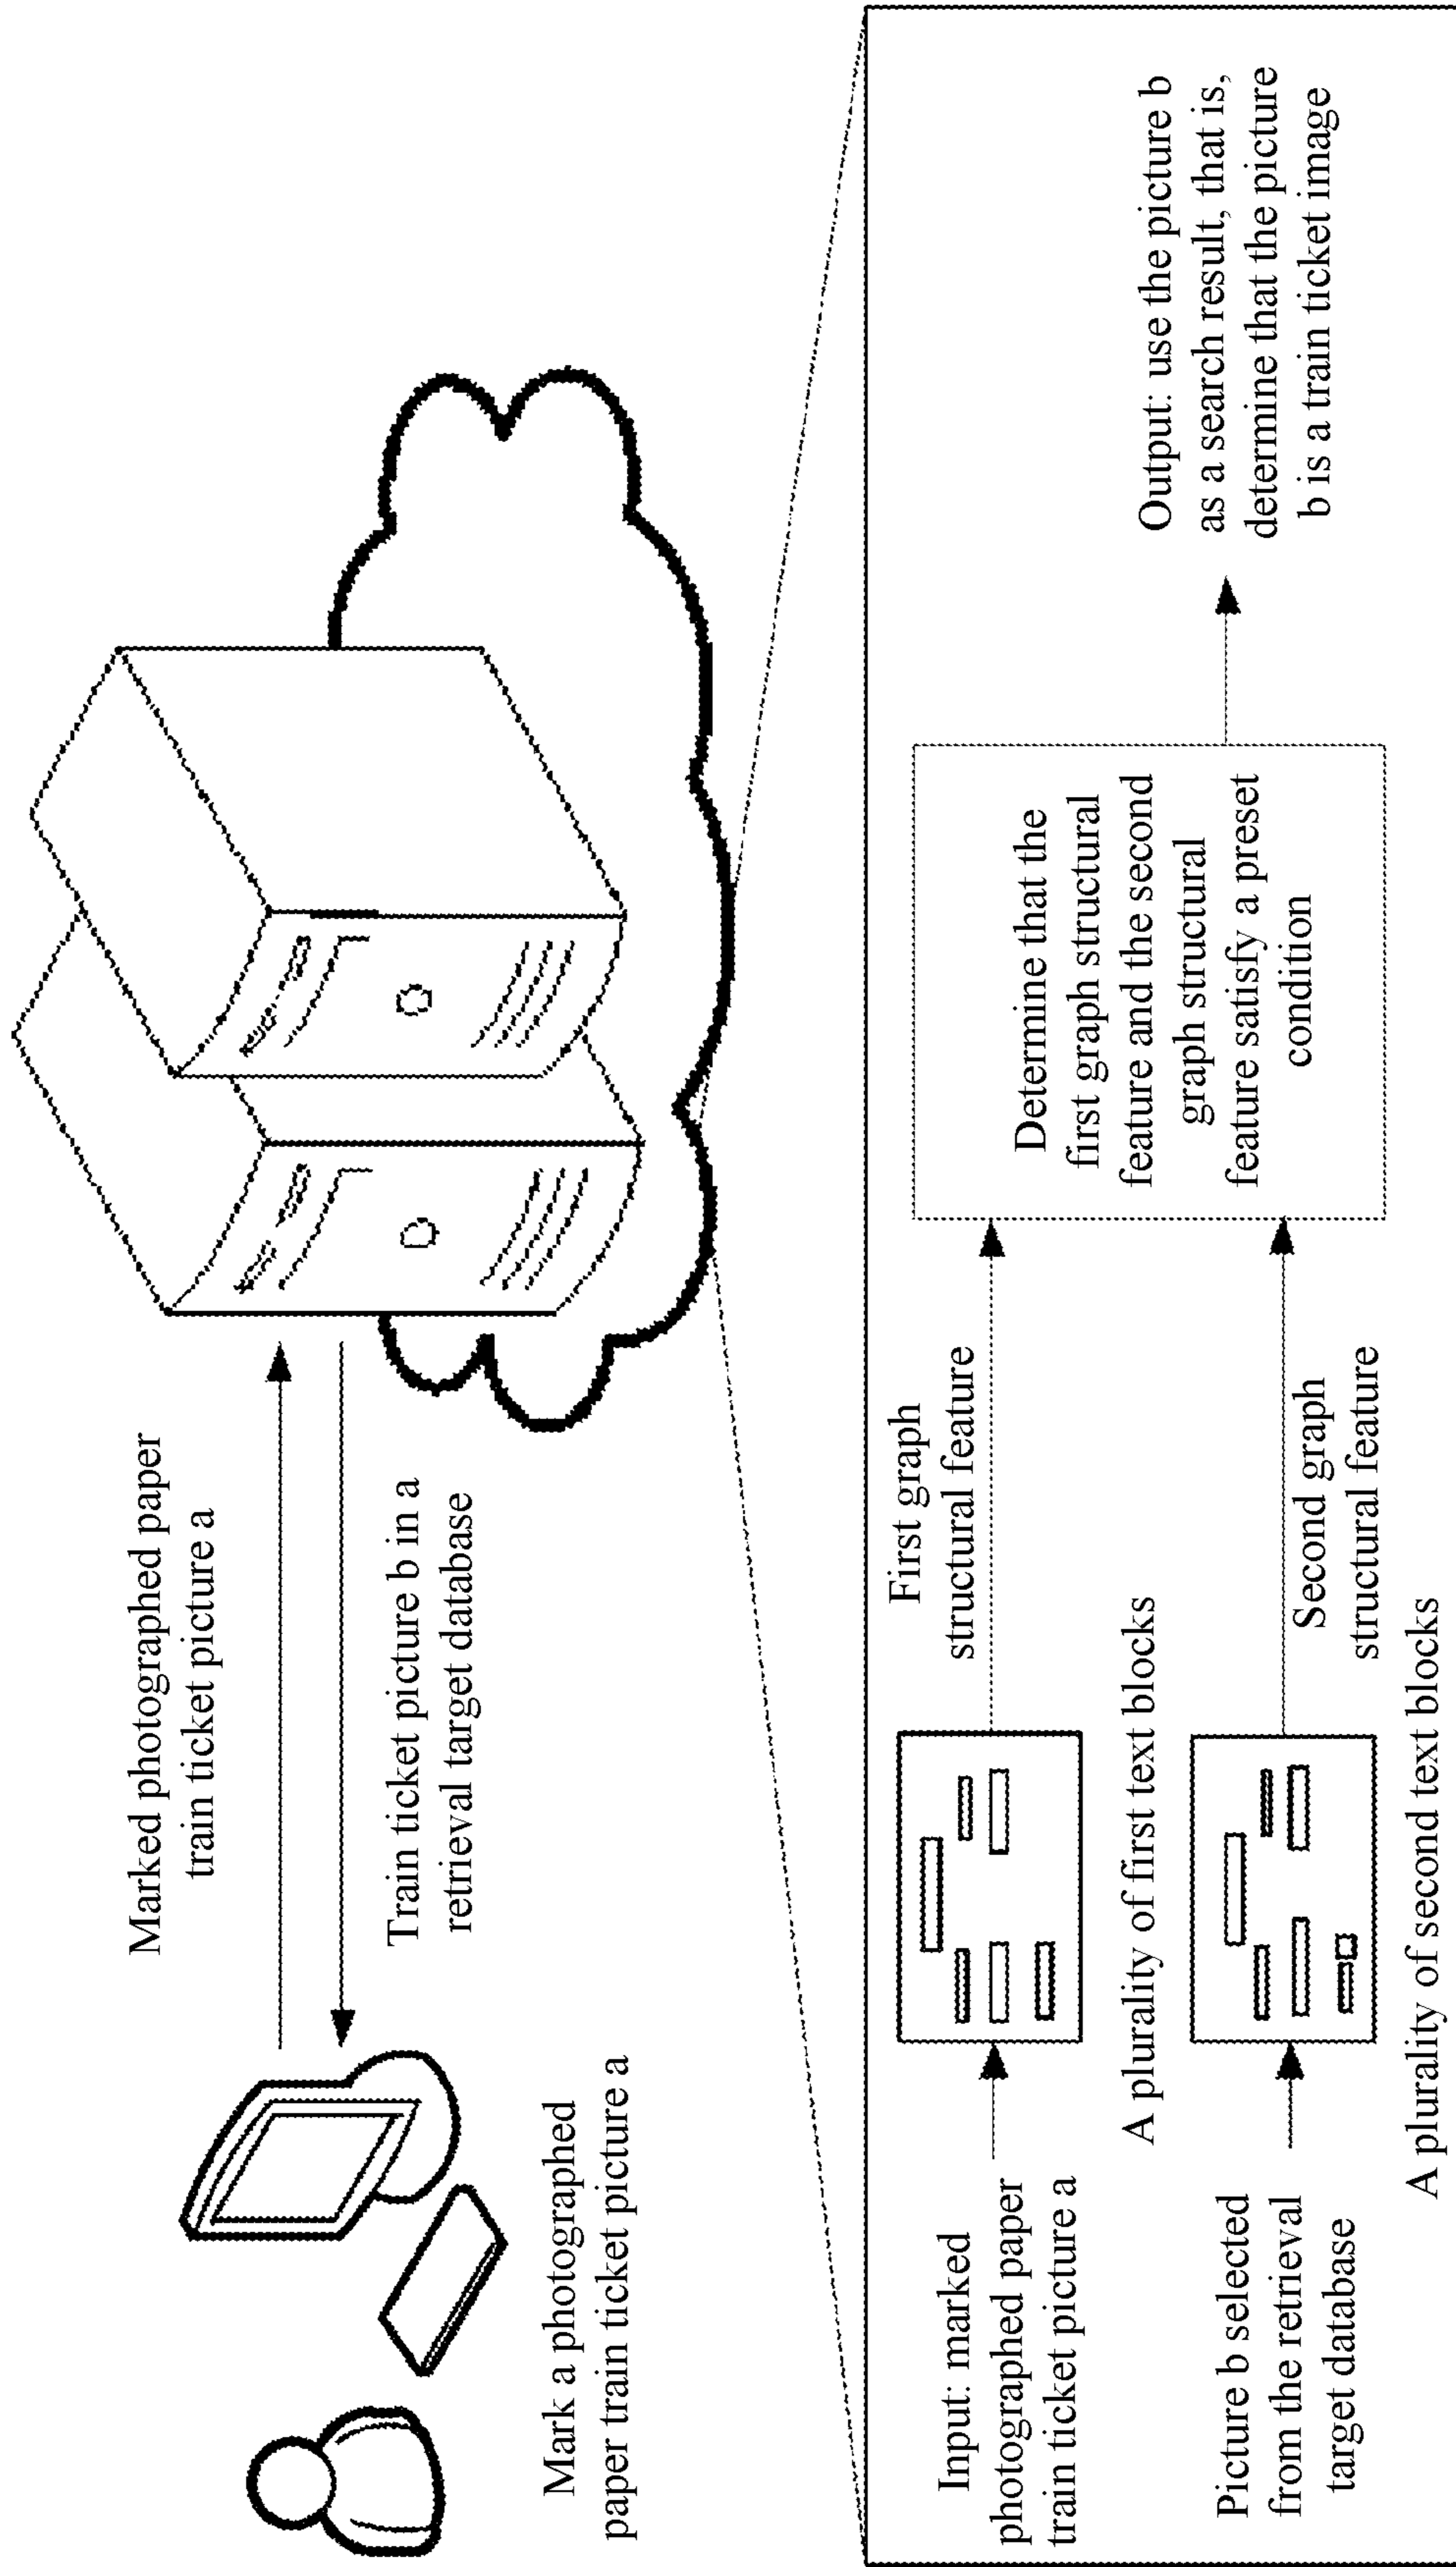 Marked photographed paper
train ticket picture a
Train ticket picture b in a
retrieval target database
Mark a photographed
paper train ticket picture a
Input: marked
photographed paper
train ticket picture a
A plurality of first text blocks
First graph
structural feature
Picture b selected
from the retrieval
target database
A plurality of second text blocks
Second graph
structural feature
Determine that the
first graph structural
feature and the second
graph structural
feature satisfy a preset
condition
Output: use the picture b
as a search result, that is,
determine that the picture
b is a train ticket image